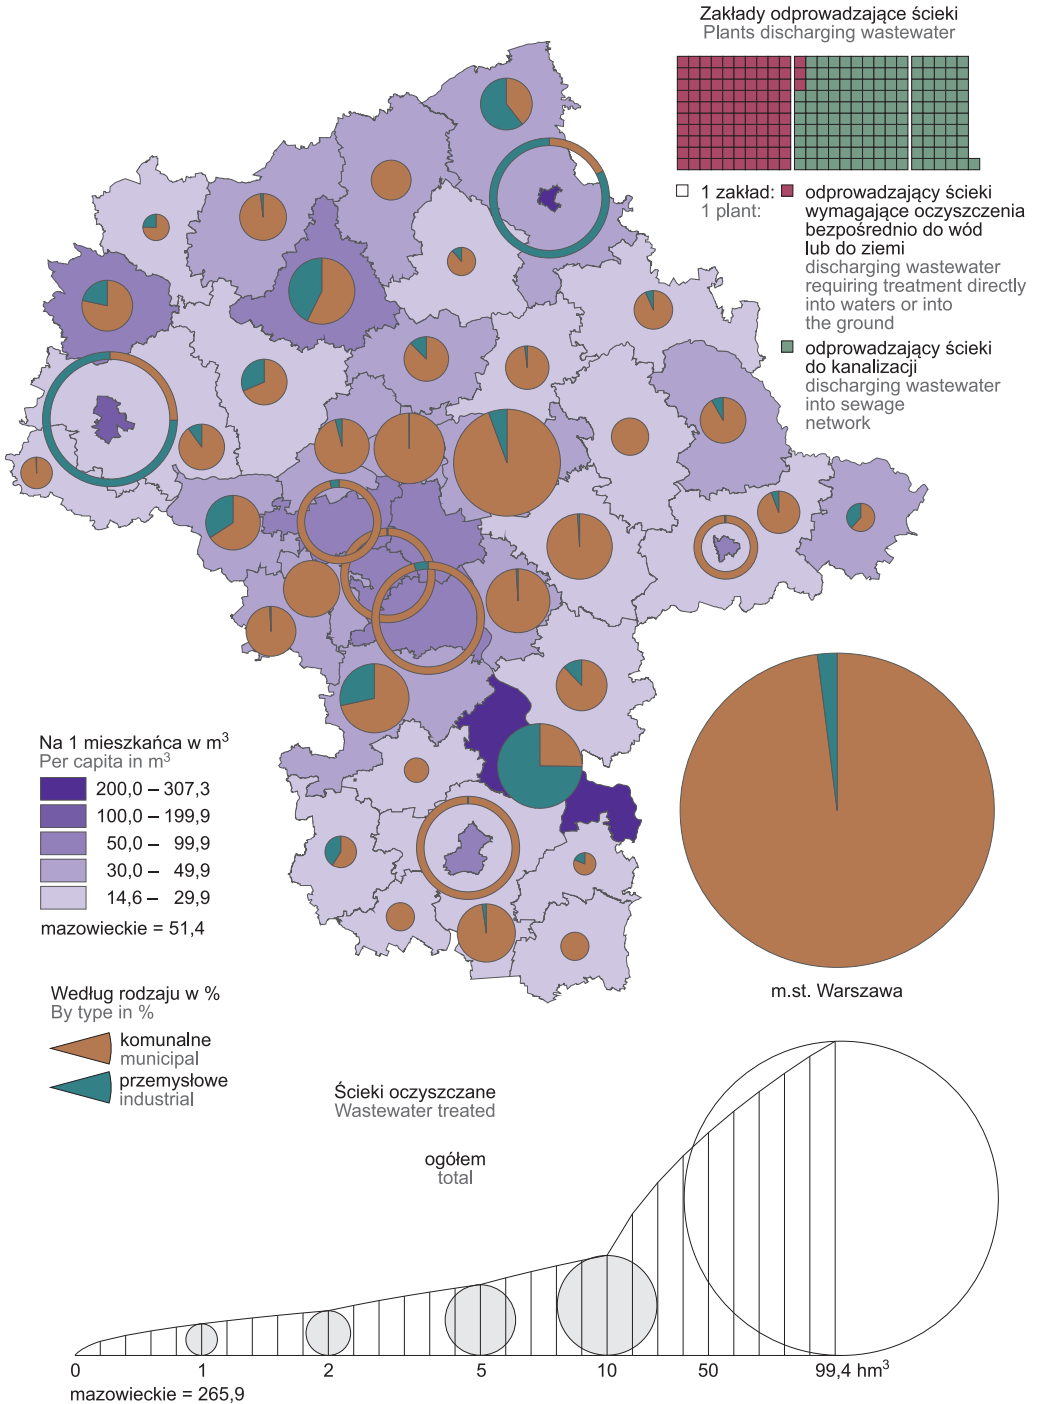 Zakłady odprowadzające ścieki
Plants discharging wastewater
1 zakład:
1 plant:
odprowadzający ścieki
wymagające oczyszczenia
bezpośrednio do wód
lub do ziemi
discharging wastewater
requiring treatment directly
into waters or into
the ground
odprowadzający ścieki
do kanalizacji
discharging wastewater
into sewage
network
Na 1 mieszkańca w m³
Per capita in m³
200,0 – 307,3
100,0 – 199,9
50,0 – 99,9
30,0 – 49,9
14,6 – 29,9
mazowieckie = 51,4
m.st. Warszawa
Według rodzaju w %
By type in %
komunalne
municipal
przemysłowe
industrial
Ścieki oczyszczane
Wastewater treated
ogółem
total
0 1 2 5 10 50 99,4 hm³
mazowieckie = 265,9